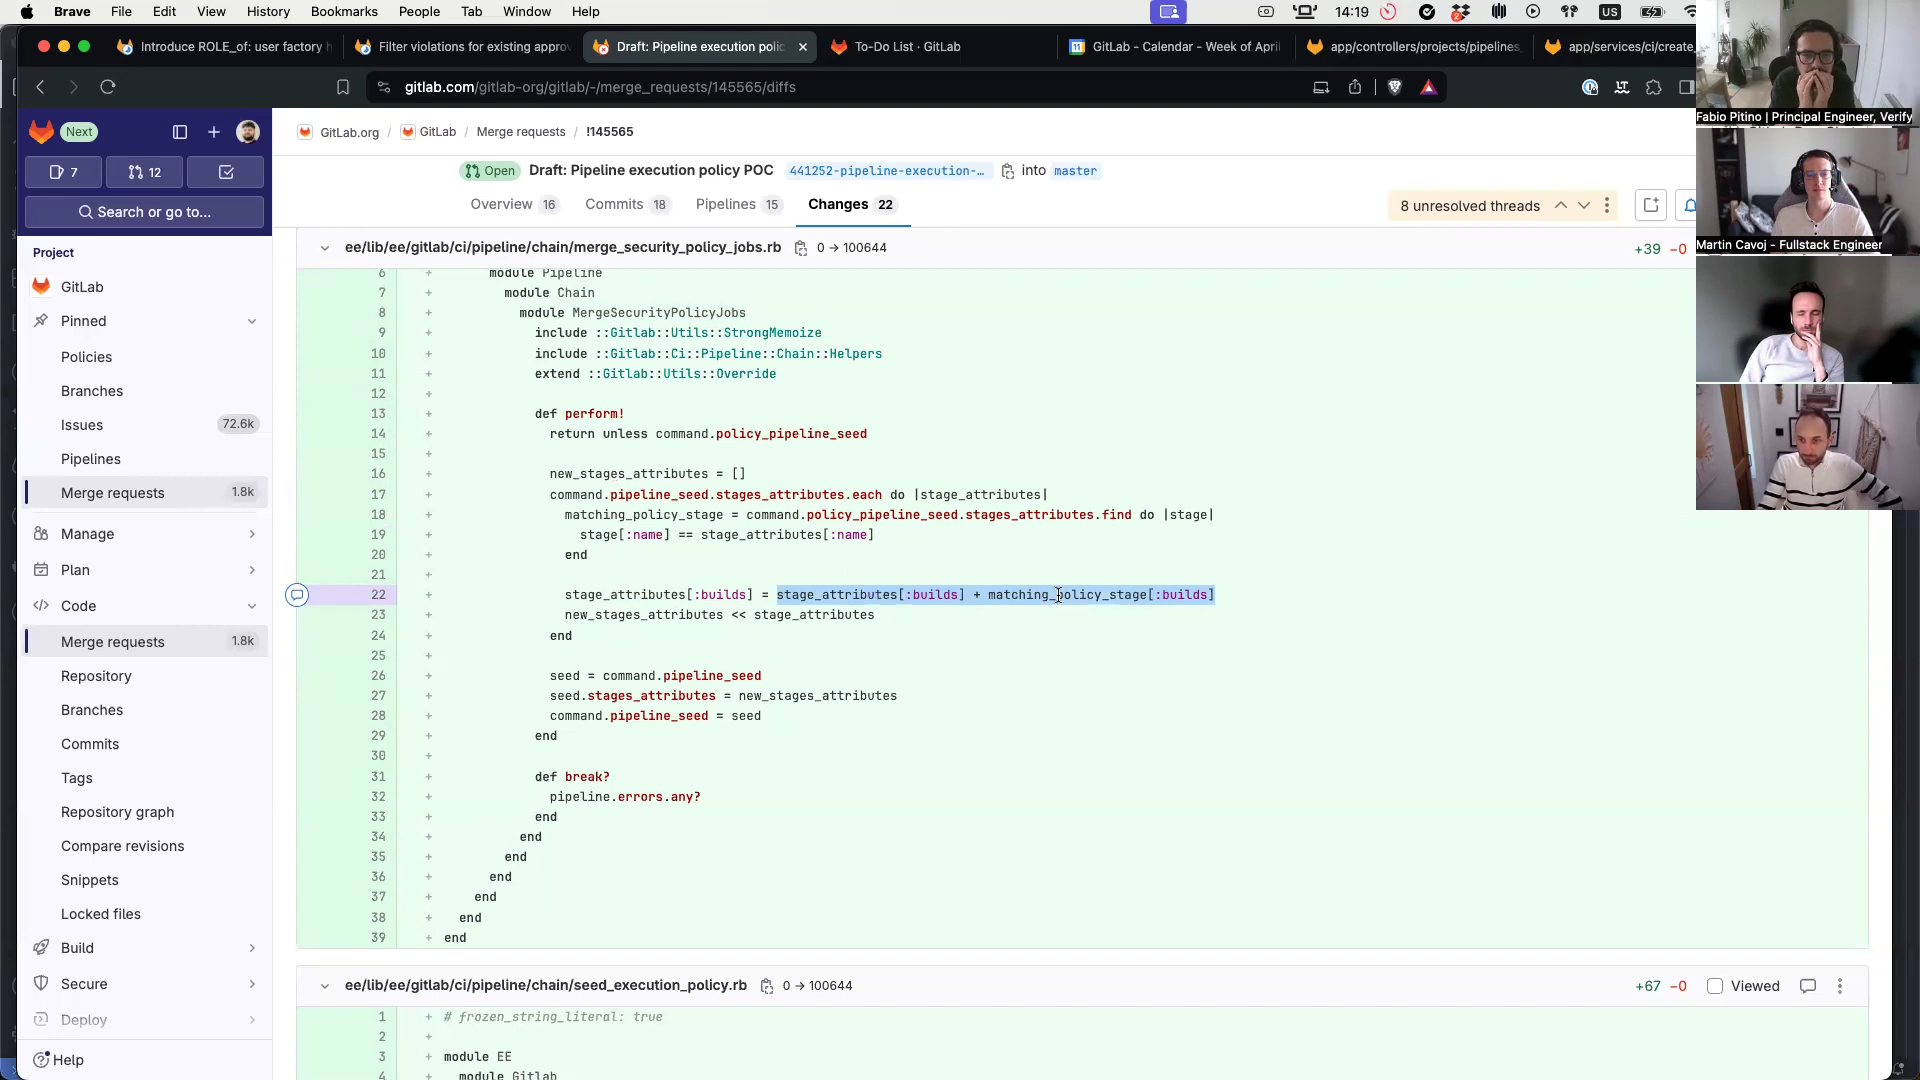 Brave File Edit View History Bookmarks People Tab Window Help 14:19 US
Introduce ROLE_of: user factory h
Filter violations for existing approv
Draft: Pipeline execution polic
To-Do List · GitLab
GitLab - Calendar - Week of April
app/controllers/projects/pipelines_
app/services/ci/create_
gitlab.com/gitlab-org/gitlab/-/merge_requests/145565/diffs
Next
7
12
Search or go to...
Project
GitLab
Pinned
Policies
Branches
Issues 72.6k
Pipelines
Merge requests 1.8k
Manage
Plan
Code
Merge requests 1.8k
Repository
Branches
Commits
Tags
Repository graph
Compare revisions
Snippets
Locked files
Build
Secure
Deploy
Help
GitLab.org / GitLab / Merge requests / !145565
Open Draft: Pipeline execution policy POC 441252-pipeline-execution-… into master
Overview 16 Commits 18 Pipelines 15 Changes 22 8 unresolved threads
ee/lib/ee/gitlab/ci/pipeline/chain/merge_security_policy_jobs.rb 0 → 100644 +39 −0
6 + module Pipeline
7 + module Chain
8 + module MergeSecurityPolicyJobs
9 + include ::Gitlab::Utils::StrongMemoize
10 + include ::Gitlab::Ci::Pipeline::Chain::Helpers
11 + extend ::Gitlab::Utils::Override
12 +
13 + def perform!
14 + return unless command.policy_pipeline_seed
15 +
16 + new_stages_attributes = []
17 + command.pipeline_seed.stages_attributes.each do |stage_attributes|
18 + matching_policy_stage = command.policy_pipeline_seed.stages_attributes.find do |stage|
19 + stage[:name] == stage_attributes[:name]
20 + end
21 +
22 + stage_attributes[:builds] = stage_attributes[:builds] + matching_policy_stage[:builds]
23 + new_stages_attributes << stage_attributes
24 + end
25 +
26 + seed = command.pipeline_seed
27 + seed.stages_attributes = new_stages_attributes
28 + command.pipeline_seed = seed
29 + end
30 +
31 + def break?
32 + pipeline.errors.any?
33 + end
34 + end
35 + end
36 + end
37 + end
38 + end
39 + end
ee/lib/ee/gitlab/ci/pipeline/chain/seed_execution_policy.rb 0 → 100644 +67 −0 Viewed
1 + # frozen_string_literal: true
2 +
3 + module EE
4 + module Gitlab
Fabio Pitino | Principal Engineer, Verify
Martin Cavoj - Fullstack Engineer